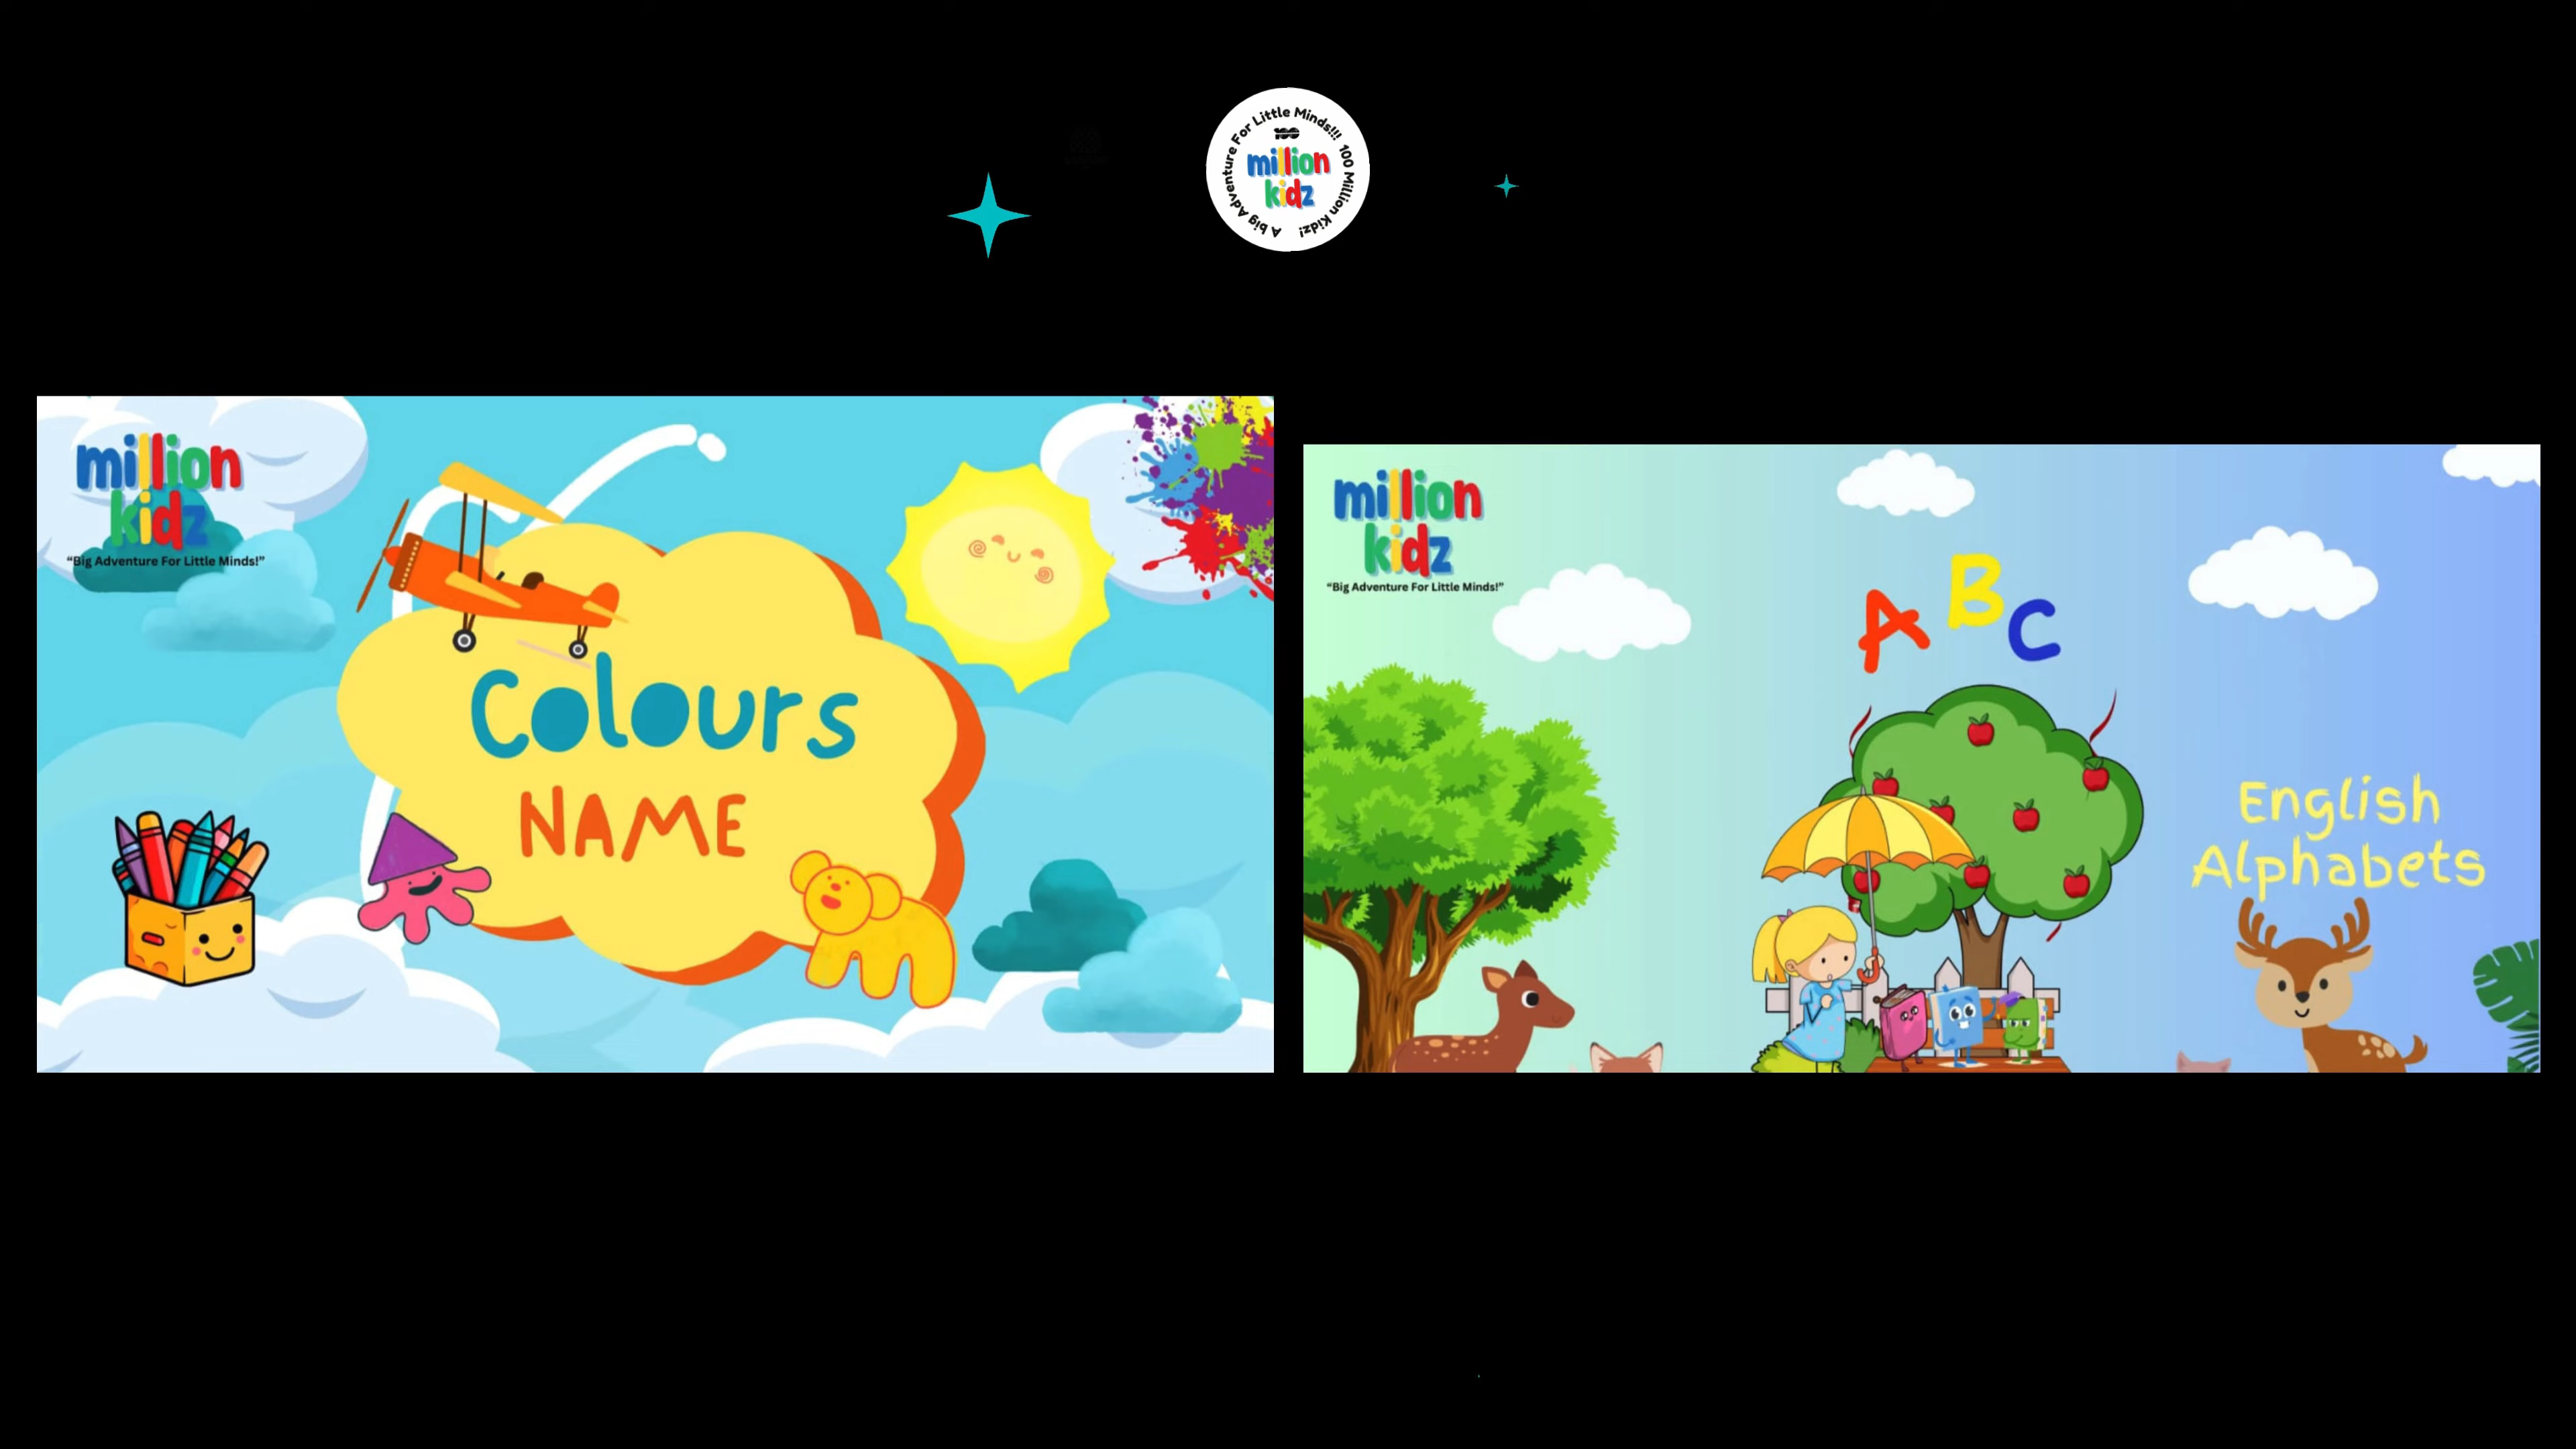 A big Adventure For Little Minds!!! 100 Million Kidz!
100
million
kidz
million
kidz
"Big Adventure For Little Minds!"
Colours
NAME
million
kidz
"Big Adventure For Little Minds!"
A B C
English
Alphabets